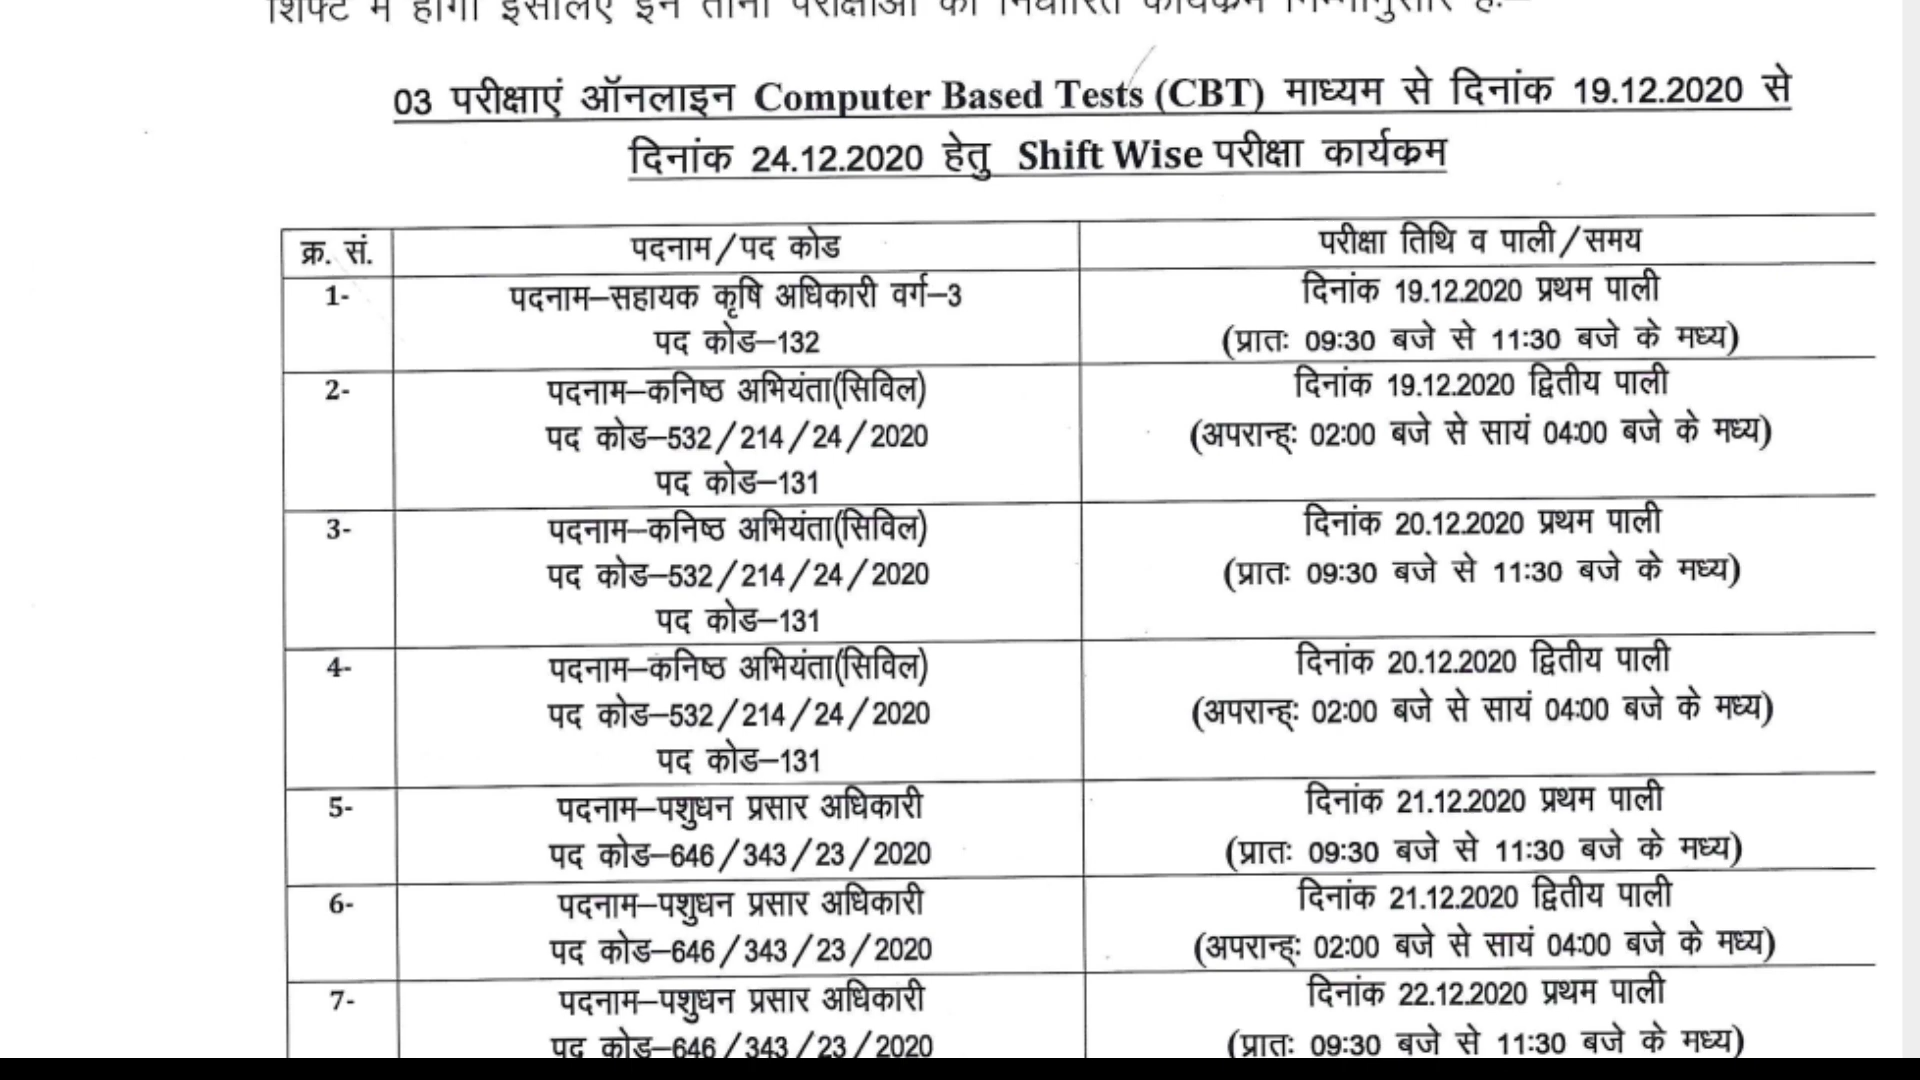 शिफ्ट में होगी इसलिए इन तीनों परीक्षाओं का निर्धारित कार्यक्रम निम्नानुसार है:–
03 परीक्षाएं ऑनलाइन Computer Based Tests (CBT) माध्यम से दिनांक 19.12.2020 से
दिनांक 24.12.2020 हेतु Shift Wise परीक्षा कार्यक्रम
क्र. सं. पदनाम/पद कोड परीक्षा तिथि व पाली/समय
1- पदनाम–सहायक कृषि अधिकारी वर्ग–3 दिनांक 19.12.2020 प्रथम पाली
पद कोड–132 (प्रातः 09:30 बजे से 11:30 बजे के मध्य)
2- पदनाम–कनिष्ठ अभियंता(सिविल) दिनांक 19.12.2020 द्वितीय पाली
पद कोड–532/214/24/2020 (अपरान्ह्: 02:00 बजे से सायं 04:00 बजे के मध्य)
पद कोड–131
3- पदनाम–कनिष्ठ अभियंता(सिविल) दिनांक 20.12.2020 प्रथम पाली
पद कोड–532/214/24/2020 (प्रातः 09:30 बजे से 11:30 बजे के मध्य)
पद कोड–131
4- पदनाम–कनिष्ठ अभियंता(सिविल) दिनांक 20.12.2020 द्वितीय पाली
पद कोड–532/214/24/2020 (अपरान्ह्: 02:00 बजे से सायं 04:00 बजे के मध्य)
पद कोड–131
5- पदनाम–पशुधन प्रसार अधिकारी दिनांक 21.12.2020 प्रथम पाली
पद कोड–646/343/23/2020 (प्रातः 09:30 बजे से 11:30 बजे के मध्य)
6- पदनाम–पशुधन प्रसार अधिकारी दिनांक 21.12.2020 द्वितीय पाली
पद कोड–646/343/23/2020 (अपरान्ह्: 02:00 बजे से सायं 04:00 बजे के मध्य)
7- पदनाम–पशुधन प्रसार अधिकारी दिनांक 22.12.2020 प्रथम पाली
पद कोड–646/343/23/2020 (प्रातः 09:30 बजे से 11:30 बजे के मध्य)